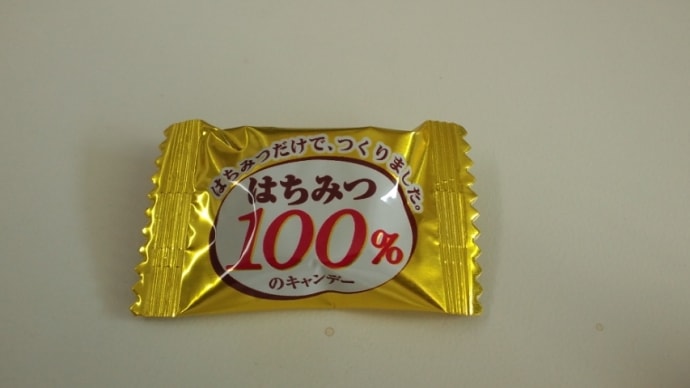 はちみつだけで、つくりました。
はちみつ
100%
のキャンデー